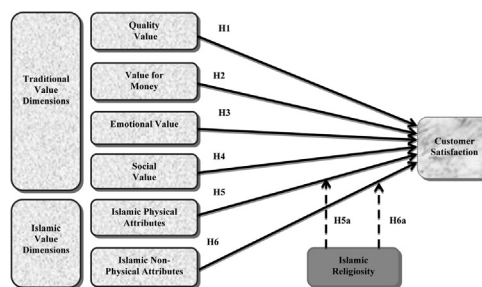 Quality
Value
H1
Value for
Money
H2
Traditional
Value
Dimensions
Emotional Value
H3
Customer
Satisfaction
Social
Value
H4
Islamic Physical
Attributes
H5
Islamic
Value
Dimensions
H5a
H6a
H6
Islamic Non-
Physical Attributes
Islamic
Religiosity